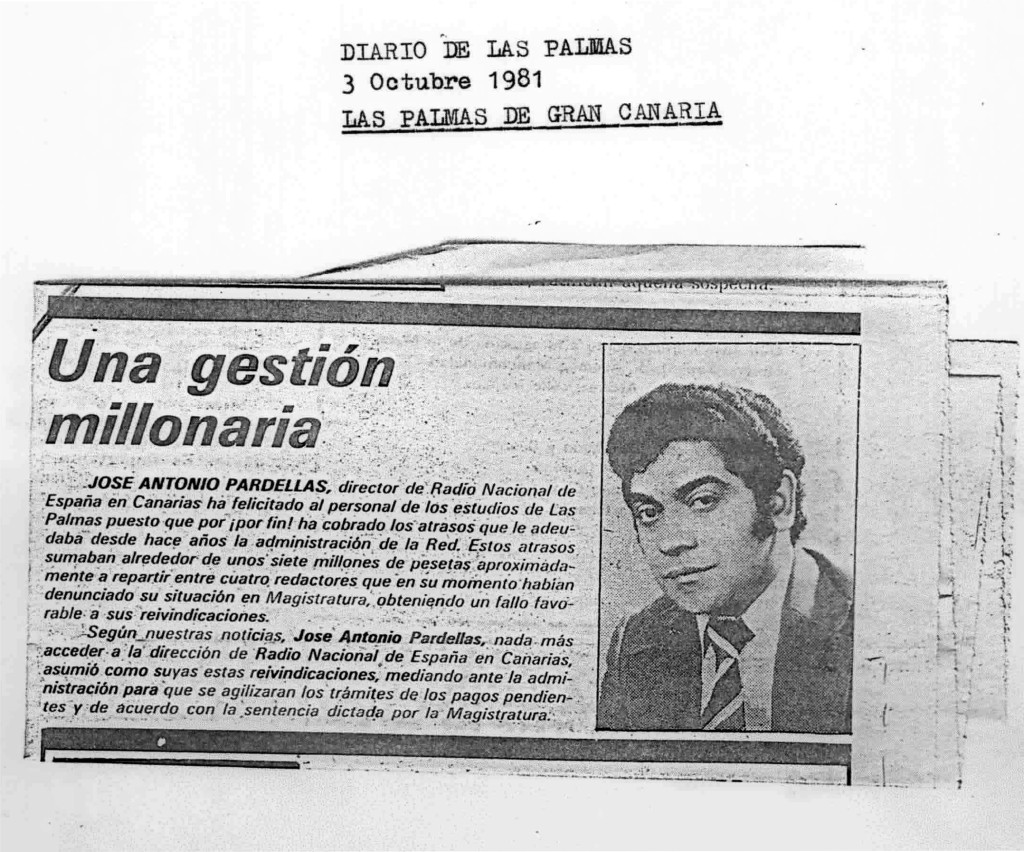 DIARIO DE LAS PALMAS
3 Octubre 1981
LAS PALMAS DE GRAN CANARIA
aquella sospecha.
Una gestión
millonaria
JOSE ANTONIO PARDELLAS, director de Radio Nacional de
España en Canarias ha felicitado al personal de los estudios de Las
Palmas puesto que por ¡por fin! ha cobrado los atrasos que le adeu-
daba desde hace años la administración de la Red. Estos atrasos
sumaban alrededor de unos siete millones de pesetas aproximada-
mente a repartir entre cuatro redactores que en su momento habían
denunciado su situación en Magistratura, obteniendo un fallo favo-
rable a sus reivindicaciones.
Según nuestras noticias, Jose Antonio Pardellas, nada más
acceder a la dirección de Radio Nacional de España en Canarias,
asumió como suyas estas reivindicaciones, mediando ante la admi-
nistración para que se agilizaran los trámites de los pagos pendien-
tes y de acuerdo con la sentencia dictada por la Magistratura.